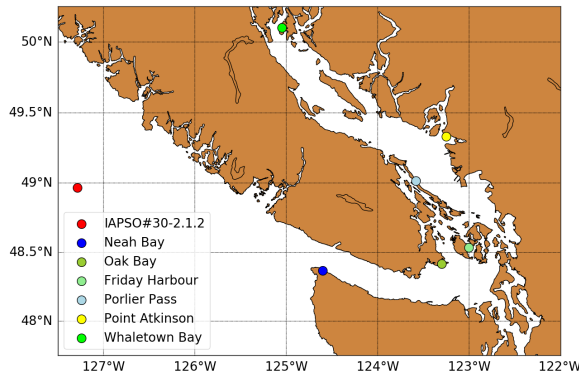 50°N
49.5°N
49°N
48.5°N
48°N
IAPSO#30-2.1.2
Neah Bay
Oak Bay
Friday Harbour
Porlier Pass
Point Atkinson
Whaletown Bay
127°W 126°W 125°W 124°W 123°W 122°W